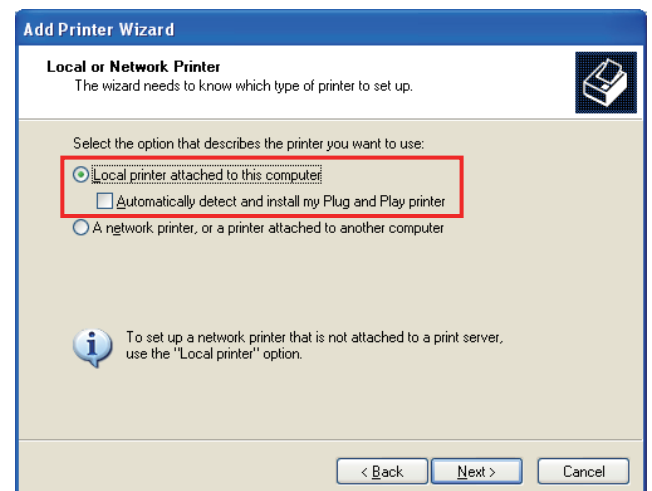 Add Printer Wizard
Local or Network Printer
The wizard needs to know which type of printer to set up.
Select the option that describes the printer you want to use:
Local printer attached to this computer
Automatically detect and install my Plug and Play printer
A network printer, or a printer attached to another computer
To set up a network printer that is not attached to a print server,
use the "Local printer" option.
< Back Next > Cancel